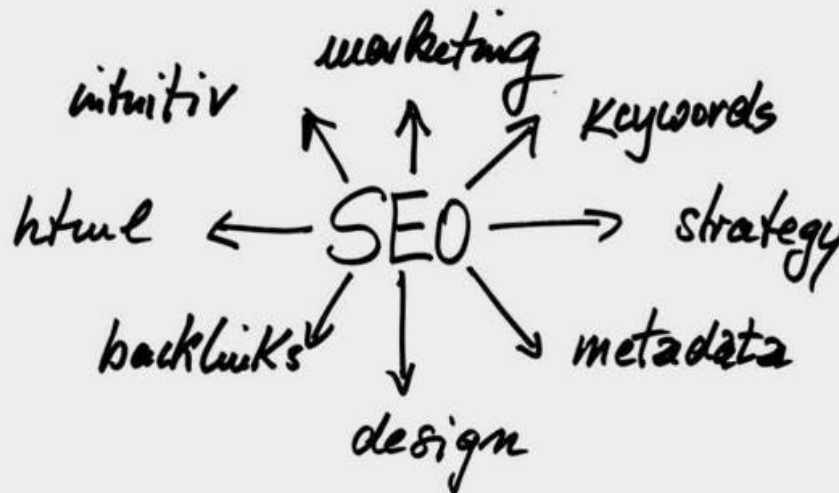 marketing
intuitiv
keywords
SEO
html
strategy
backlinks
metadata
design